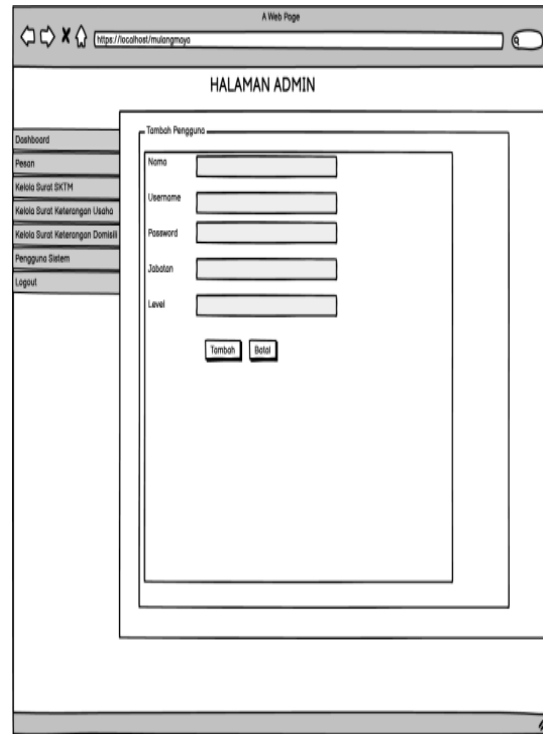 A Web Page
https://localhost/mulangmaya
HALAMAN ADMIN
Dashboard
Pesan
Kelola Surat SKTM
Kelola Surat Keterangan Usaha
Kelola Surat Keterangan Domisili
Pengguna Sistem
Logout
Tambah Pengguna
Nama
Username
Password
Jabatan
Level
Tambah Batal